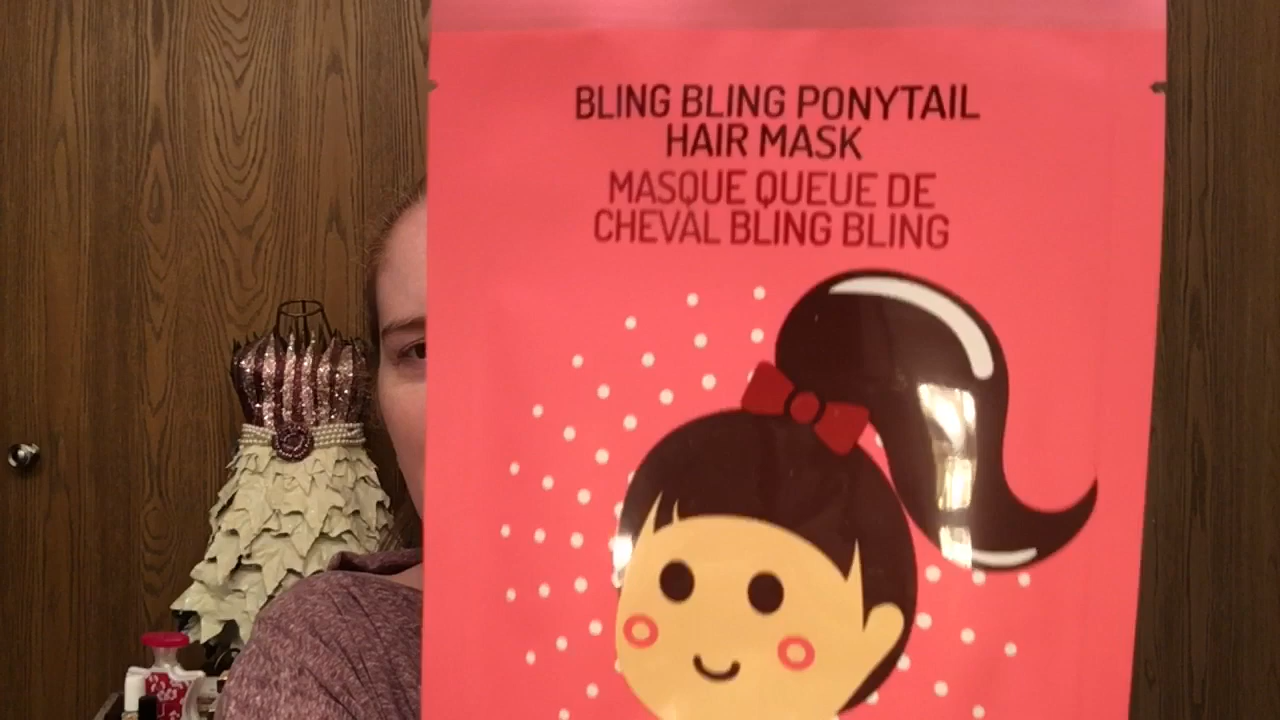 BLING BLING PONYTAIL
HAIR MASK
MASQUE QUEUE DE
CHEVAL BLING BLING